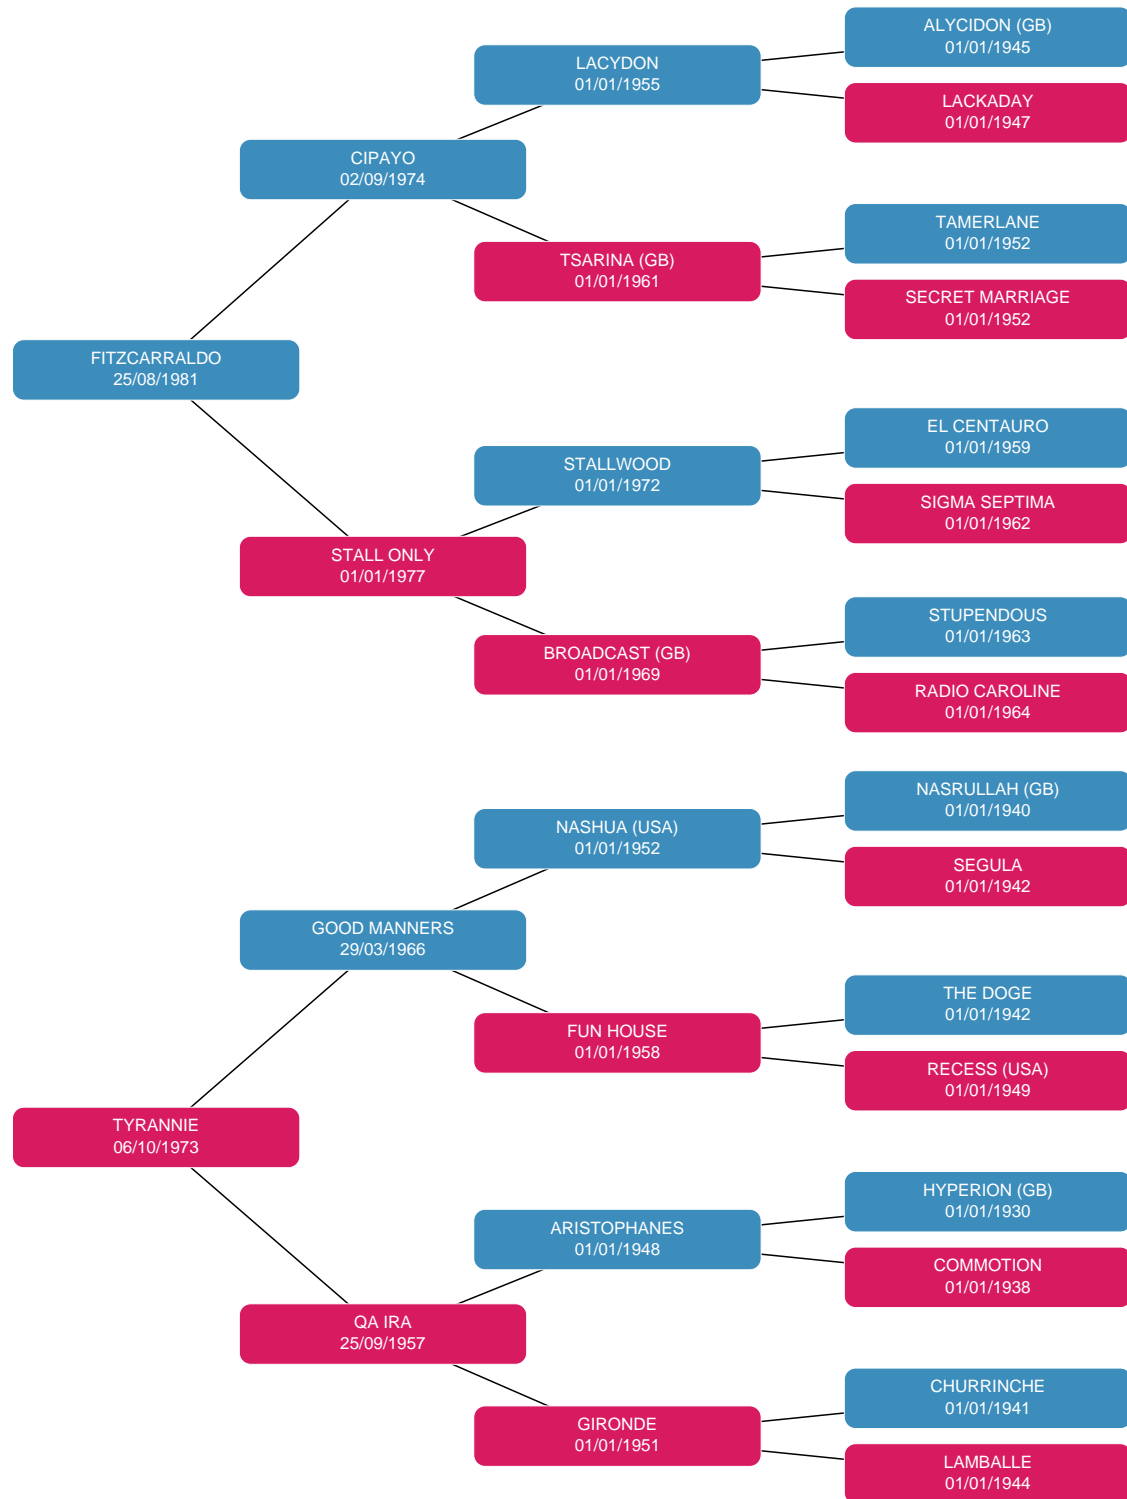 ALYCIDON (GB)
01/01/1945
LACYDON
01/01/1955
LACKADAY
01/01/1947
CIPAYO
02/09/1974
TAMERLANE
01/01/1952
TSARINA (GB)
01/01/1961
SECRET MARRIAGE
01/01/1952
FITZCARRALDO
25/08/1981
EL CENTAURO
01/01/1959
STALLWOOD
01/01/1972
SIGMA SEPTIMA
01/01/1962
STALL ONLY
01/01/1977
STUPENDOUS
01/01/1963
BROADCAST (GB)
01/01/1969
RADIO CAROLINE
01/01/1964
NASRULLAH (GB)
01/01/1940
NASHUA (USA)
01/01/1952
SEGULA
01/01/1942
GOOD MANNERS
29/03/1966
THE DOGE
01/01/1942
FUN HOUSE
01/01/1958
RECESS (USA)
01/01/1949
TYRANNIE
06/10/1973
HYPERION (GB)
01/01/1930
ARISTOPHANES
01/01/1948
COMMOTION
01/01/1938
QA IRA
25/09/1957
CHURRINCHE
01/01/1941
GIRONDE
01/01/1951
LAMBALLE
01/01/1944